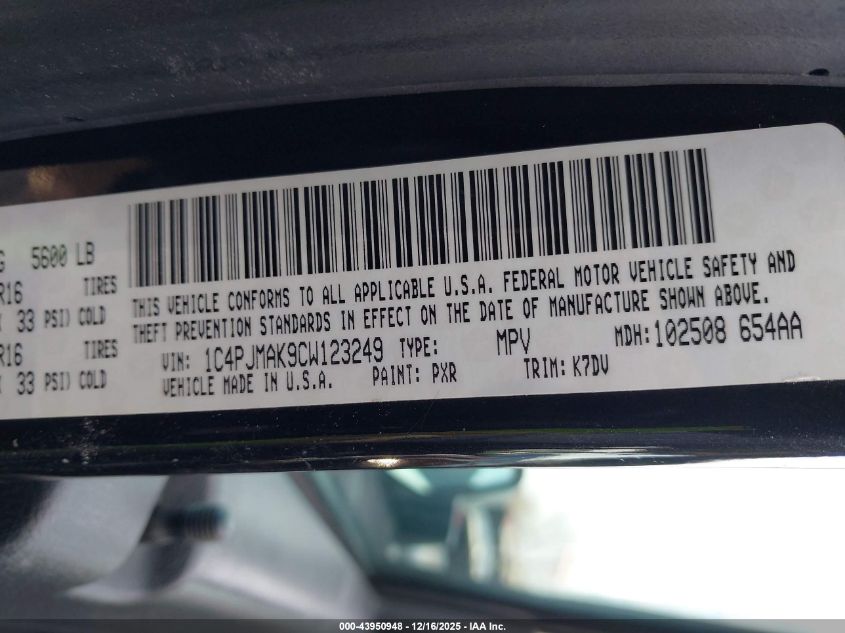 5600 LB
R16 TIRES
33 PSI) COLD
R16 TIRES
33 PSI) COLD
THIS VEHICLE CONFORMS TO ALL APPLICABLE U.S.A. FEDERAL MOTOR VEHICLE SAFETY AND
THEFT PREVENTION STANDARDS IN EFFECT ON THE DATE OF MANUFACTURE SHOWN ABOVE.
VIN: 1C4PJMAK9CW123249 TYPE: MPV MDH:102508 654AA
VEHICLE MADE IN U.S.A. PAINT: PXR TRIM: K7DV
000-43950948 - 12/16/2025 - IAA Inc.